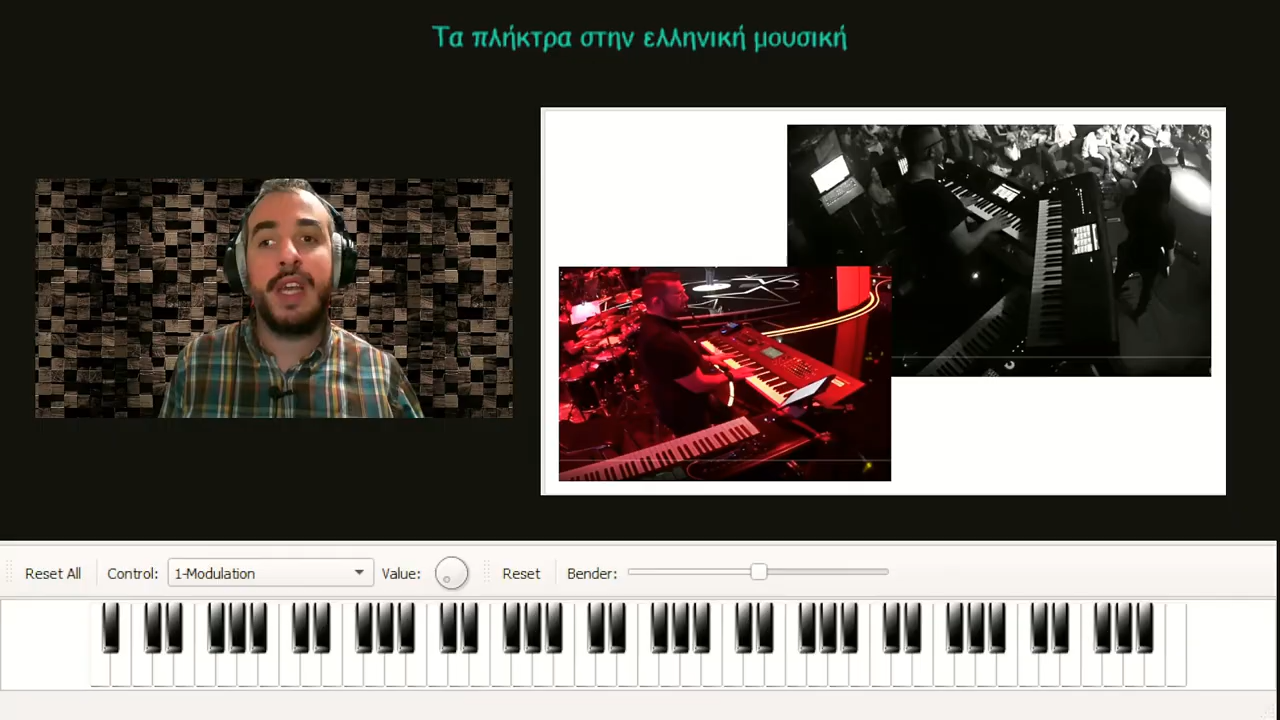 Τα πλήκτρα στην ελληνική μουσική
Reset All Control: 1-Modulation Value: Reset Bender: